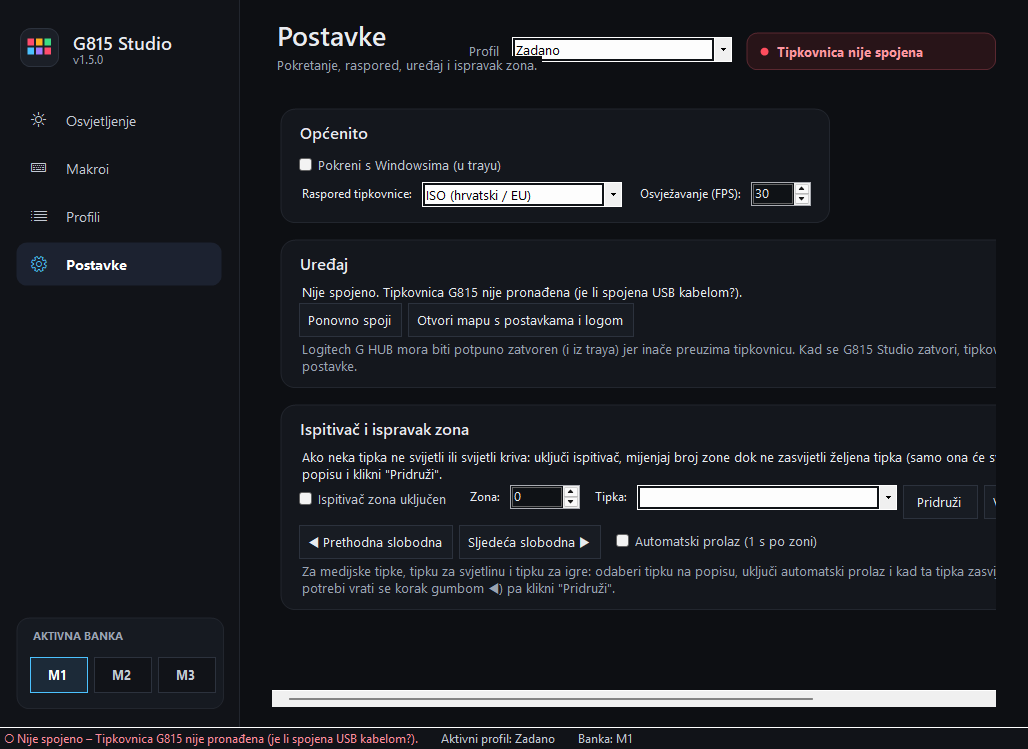 G815 Studio
v1.5.0
Osvjetljenje
Makroi
Profili
Postavke
AKTIVNA BANKA
M1 M2 M3
Postavke
Pokretanje, raspored, uređaj i ispravak zona.
Profil Zadano
Tipkovnica nije spojena
Općenito
Pokreni s Windowsima (u trayu)
Raspored tipkovnice: ISO (hrvatski / EU) Osvježavanje (FPS): 30
Uređaj
Nije spojeno. Tipkovnica G815 nije pronađena (je li spojena USB kabelom?).
Ponovno spoji Otvori mapu s postavkama i logom
Logitech G HUB mora biti potpuno zatvoren (i iz traya) jer inače preuzima tipkovnicu. Kad se G815 Studio zatvori, tipkov
postavke.
Ispitivač i ispravak zona
Ako neka tipka ne svijetli ili svijetli kriva: uključi ispitivač, mijenjaj broj zone dok ne zasvijetli željena tipka (samo ona će
popisu i klikni "Pridruži".
Ispitivač zona uključen Zona: 0 Tipka: Pridruži
◀ Prethodna slobodna Sljedeća slobodna ▶ Automatski prolaz (1 s po zoni)
Za medijske tipke, tipku za svjetlinu i tipku za igre: odaberi tipku na popisu, uključi automatski prolaz i kad ta tipka zasvij
potrebi vrati se korak gumbom ◀) pa klikni "Pridruži".
Nije spojeno – Tipkovnica G815 nije pronađena (je li spojena USB kabelom?). Aktivni profil: Zadano Banka: M1